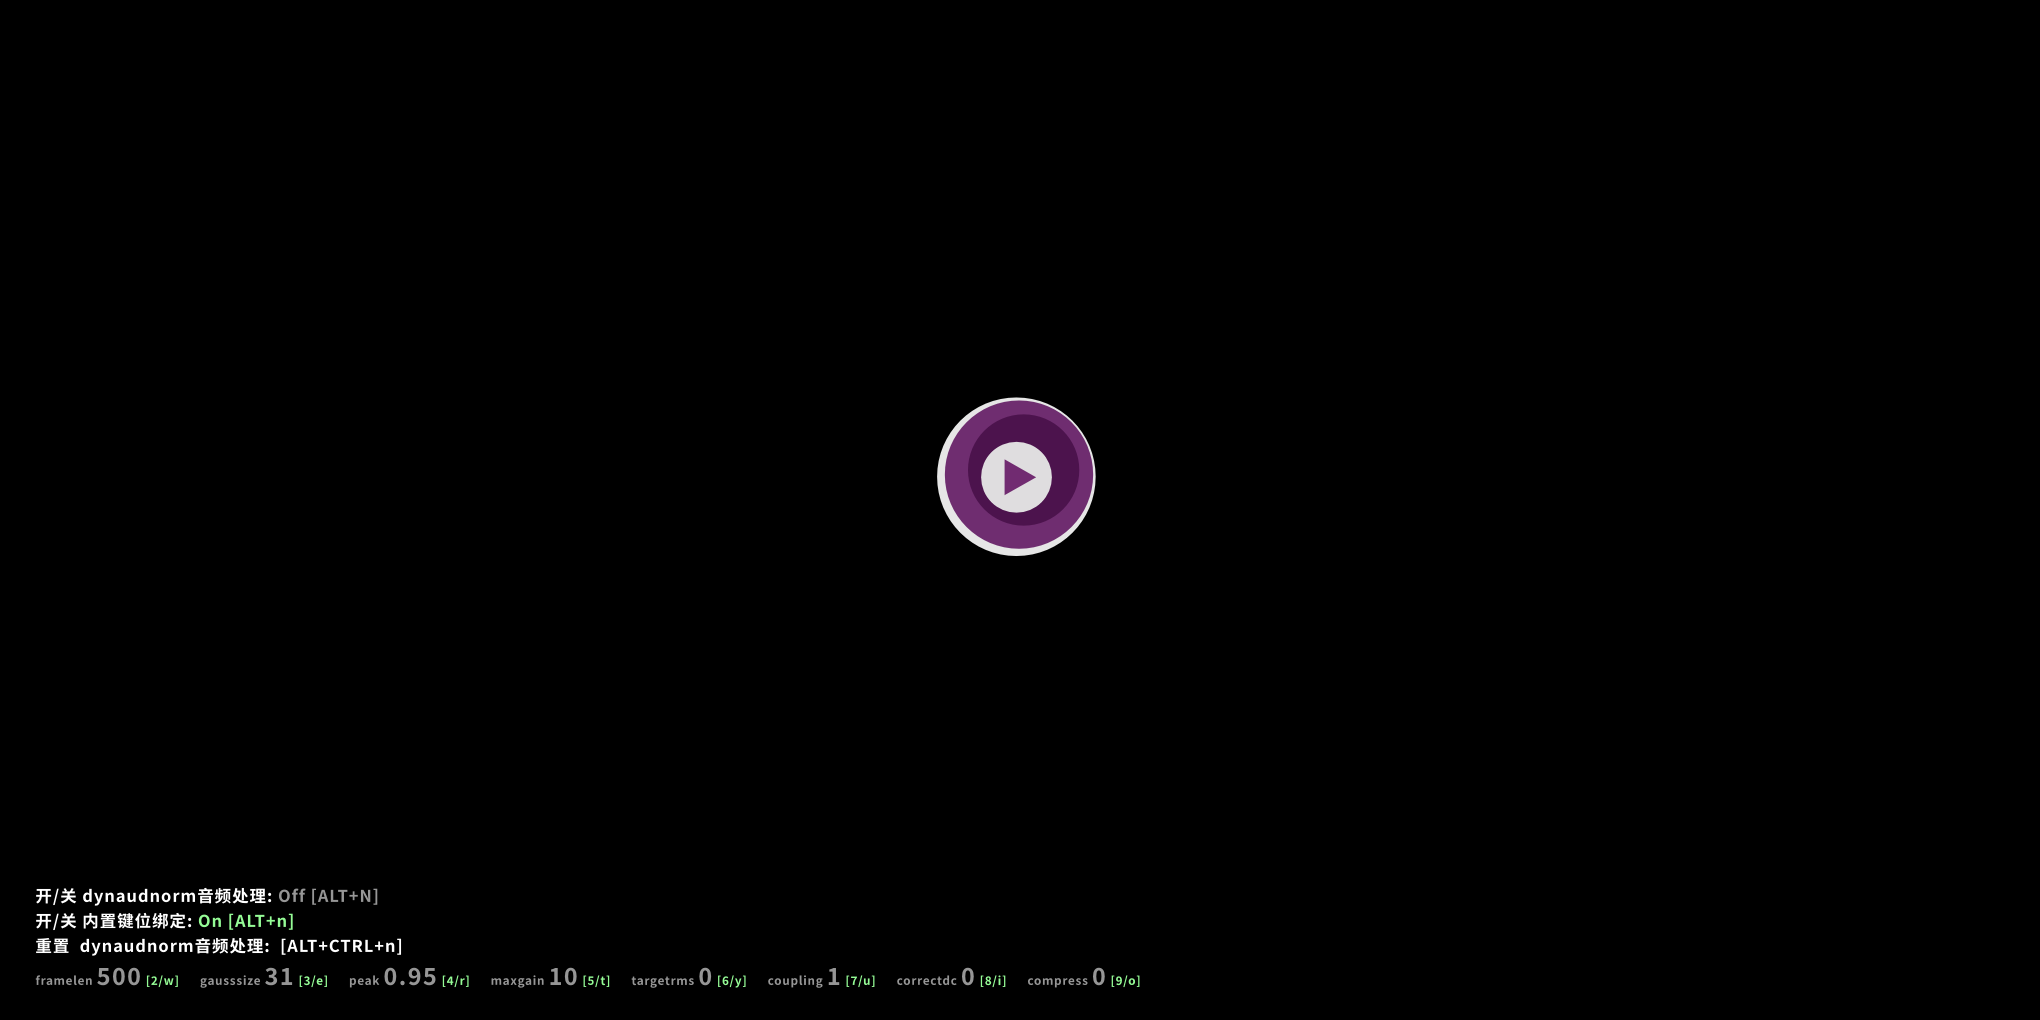 开/关 dynaudnorm音频处理: Off [ALT+N]
开/关 内置键位绑定: On [ALT+n]
重置 dynaudnorm音频处理: [ALT+CTRL+n]
framelen 500 [2/w] gausssize 31 [3/e] peak 0.95 [4/r] maxgain 10 [5/t] targetrms 0 [6/y] coupling 1 [7/u] correctdc 0 [8/i] compress 0 [9/o]